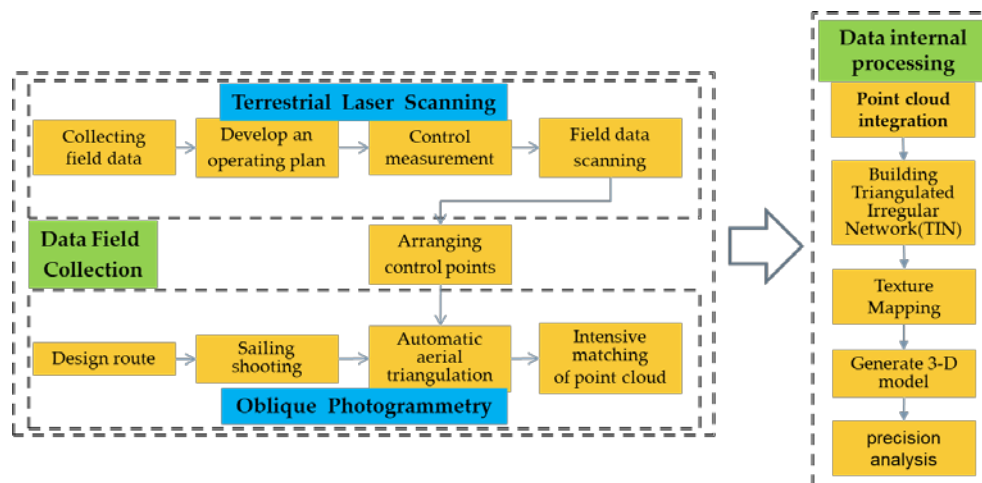 Terrestrial Laser Scanning
Collecting
field data
Develop an
operating plan
Control
measurement
Field data
scanning
Data Field
Collection
Arranging
control points
Design route
Sailing
shooting
Automatic
aerial
triangulation
Intensive
matching
of point cloud
Oblique Photogrammetry
Data internal
processing
Point cloud
integration
Building
Triangulated
Irregular
Network(TIN)
Texture
Mapping
Generate 3-D
model
precision
analysis